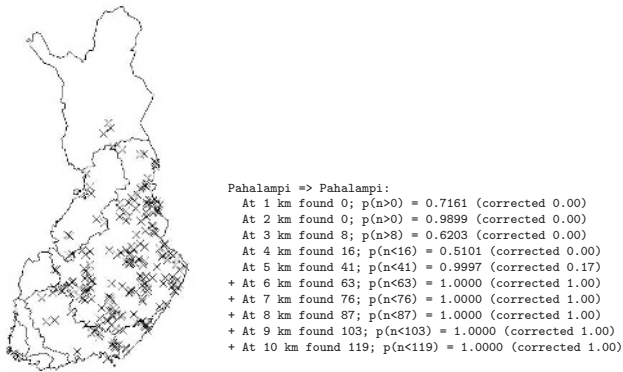 Pahalampi => Pahalampi:
At 1 km found 0; p(n>0) = 0.7161 (corrected 0.00)
At 2 km found 0; p(n>0) = 0.9899 (corrected 0.00)
At 3 km found 8; p(n>8) = 0.6203 (corrected 0.00)
At 4 km found 16; p(n<16) = 0.5101 (corrected 0.00)
At 5 km found 41; p(n<41) = 0.9997 (corrected 0.17)
+ At 6 km found 63; p(n<63) = 1.0000 (corrected 1.00)
+ At 7 km found 76; p(n<76) = 1.0000 (corrected 1.00)
+ At 8 km found 87; p(n<87) = 1.0000 (corrected 1.00)
+ At 9 km found 103; p(n<103) = 1.0000 (corrected 1.00)
+ At 10 km found 119; p(n<119) = 1.0000 (corrected 1.00)